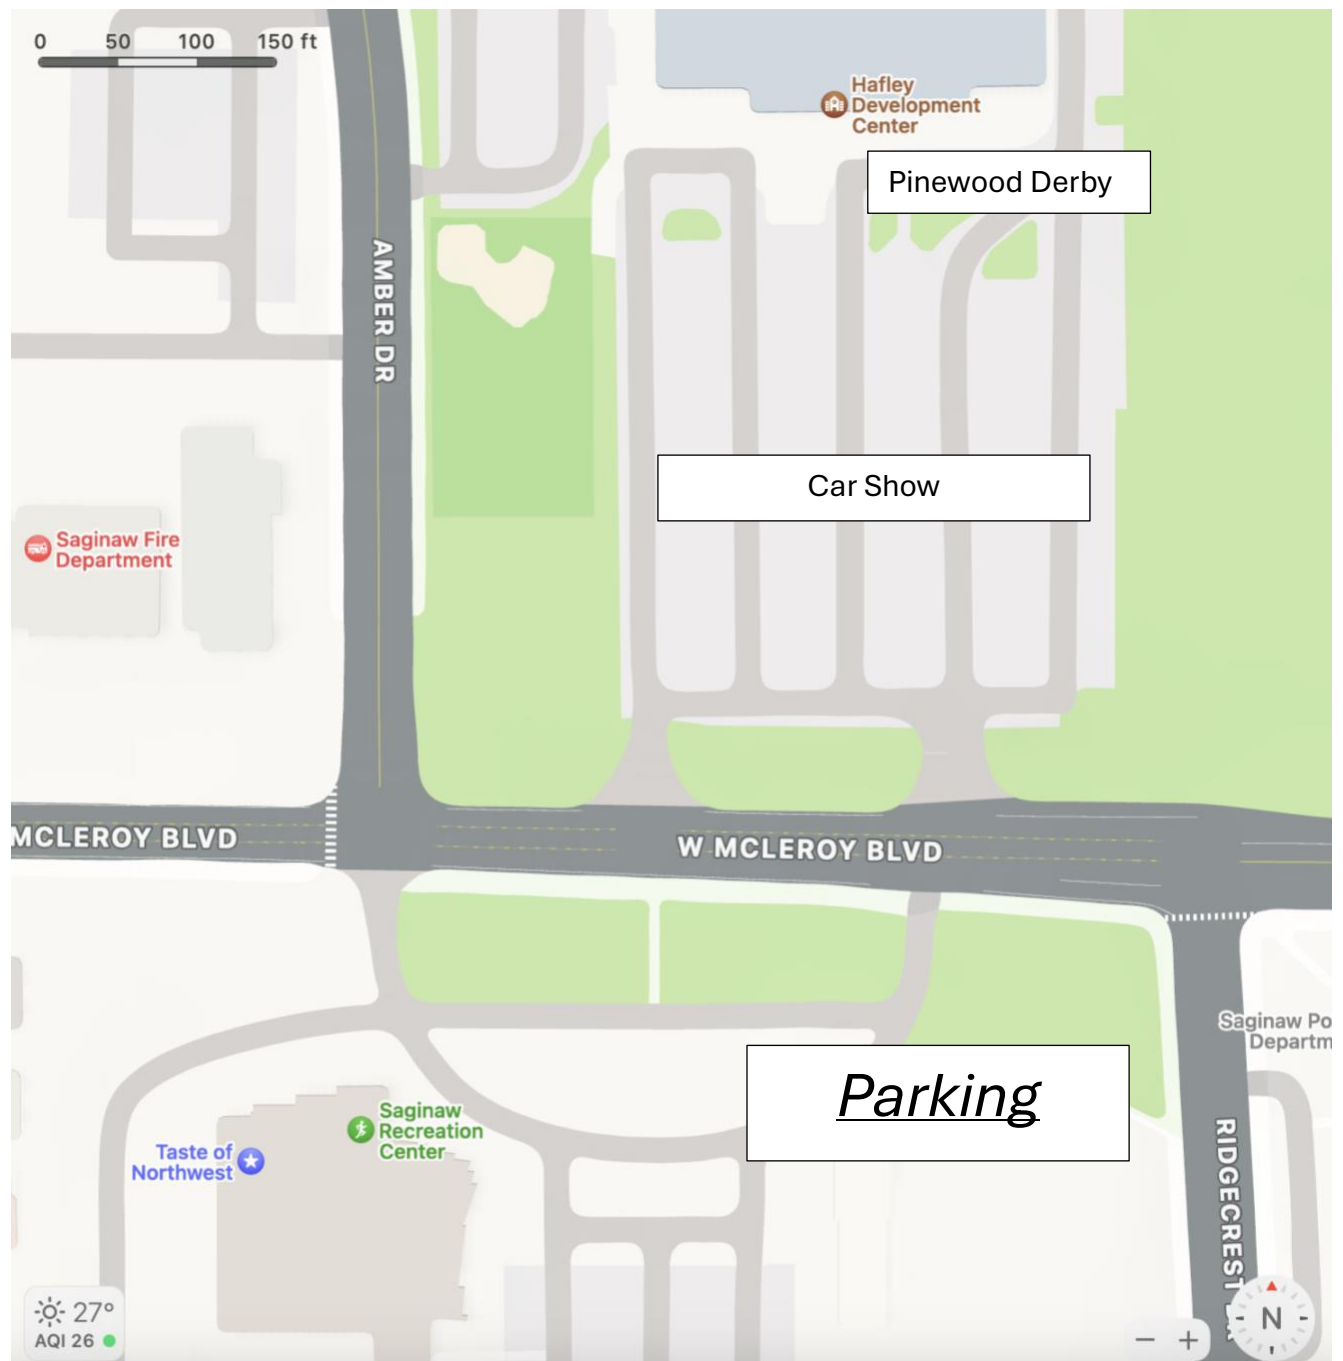 0 50 100 150 ft
Hafley
Development
Center
Pinewood Derby
AMBER DR
Car Show
Saginaw Fire
Department
MCLEROY BLVD
W MCLEROY BLVD
Saginaw Po
Departm
Parking
Saginaw
Recreation
Center
Taste of
Northwest
RIDGECREST
27°
AQI 26
− +
N